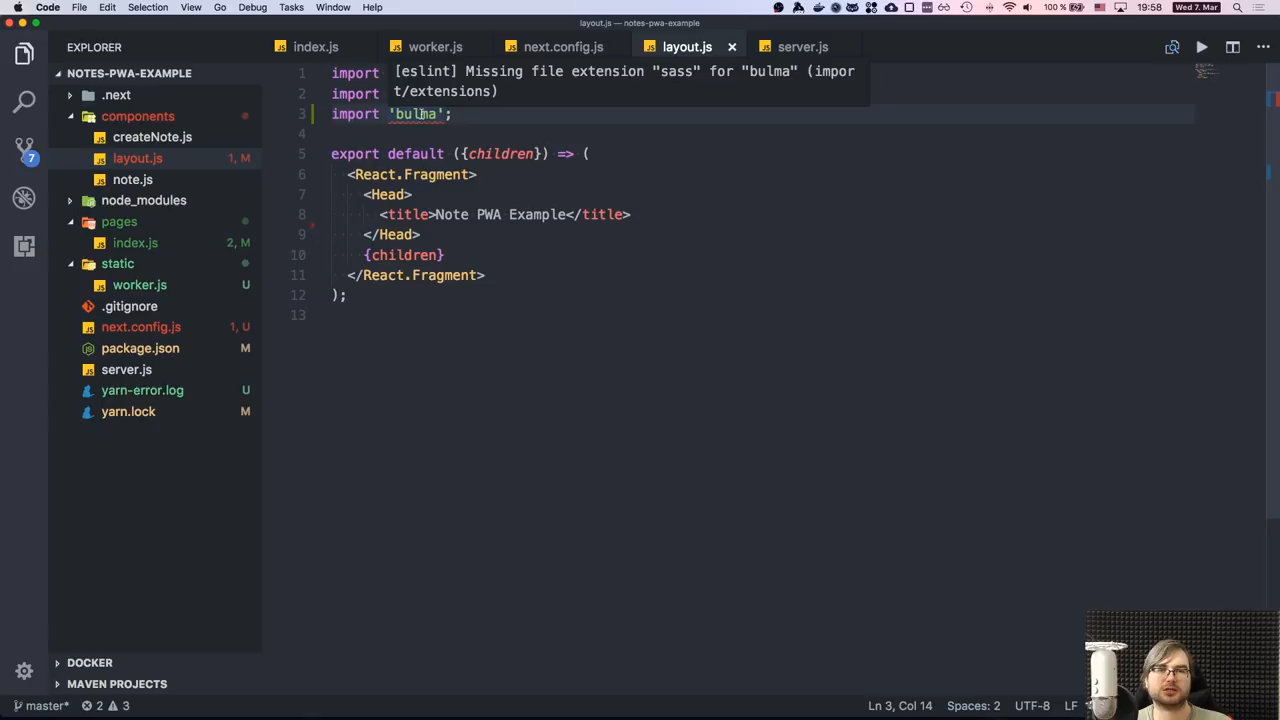 Code File Edit Selection View Go Debug Tasks Window Help 100 % 19:58 Wed 7. Mar
layout.js — notes-pwa-example
EXPLORER
index.js worker.js next.config.js layout.js server.js
NOTES-PWA-EXAMPLE
.next
components
createNote.js
layout.js 1, M
note.js
node_modules
pages
index.js 2, M
static
worker.js U
.gitignore
next.config.js 1, U
package.json M
server.js
yarn-error.log U
yarn.lock M
DOCKER
MAVEN PROJECTS
7
1 import
2 import
[eslint] Missing file extension "sass" for "bulma" (impor
t/extensions)
3 import 'bulma';
4
5 export default ({children}) => (
6 <React.Fragment>
7 <Head>
8 <title>Note PWA Example</title>
9 </Head>
10 {children}
11 </React.Fragment>
12 );
13
master* 2 3 Ln 3, Col 14 Spaces: 2 UTF-8 LF